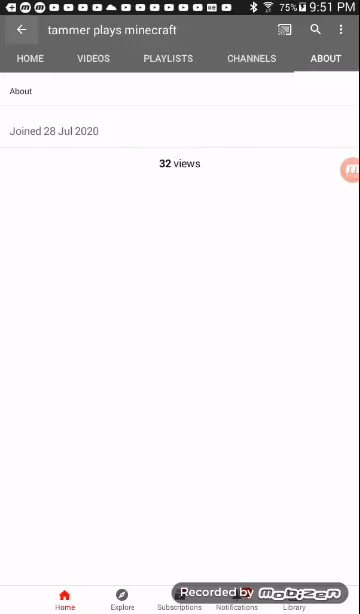 75% 9:51 PM
tammer plays minecraft
HOME VIDEOS PLAYLISTS CHANNELS ABOUT
About
Joined 28 Jul 2020
32 views
Recorded by mobizen
Home Explore Subscriptions Notifications Library